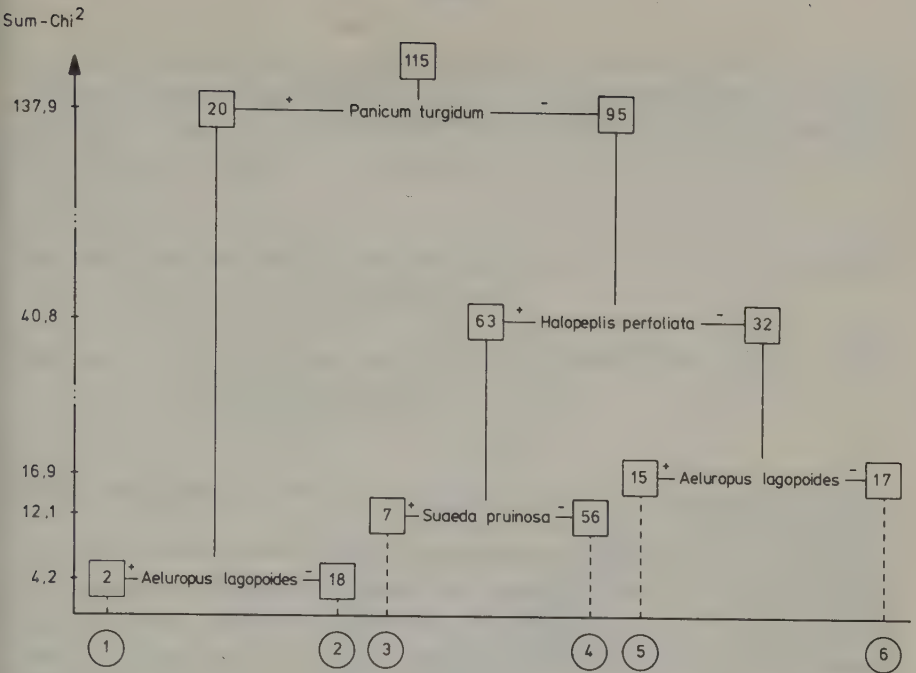 Sum-Chi²
115
137,9 20 + Panicum turgidum - 95
40,8 63 + Halopeplis perfoliata - 32
16,9 15 + Aeluropus lagopoides - 17
12,1 7 + Suaeda pruinosa - 56
4,2 2 + Aeluropus lagopoides - 18
1 2 3 4 5 6